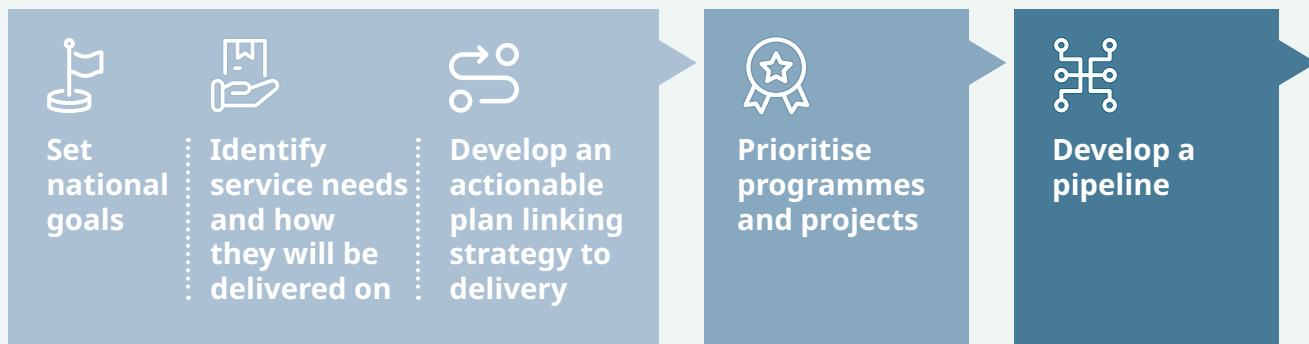 Set
national
goals
Identify
service needs
and how
they will be
delivered on
Develop an
actionable
plan linking
strategy to
delivery
Prioritise
programmes
and projects
Develop a
pipeline